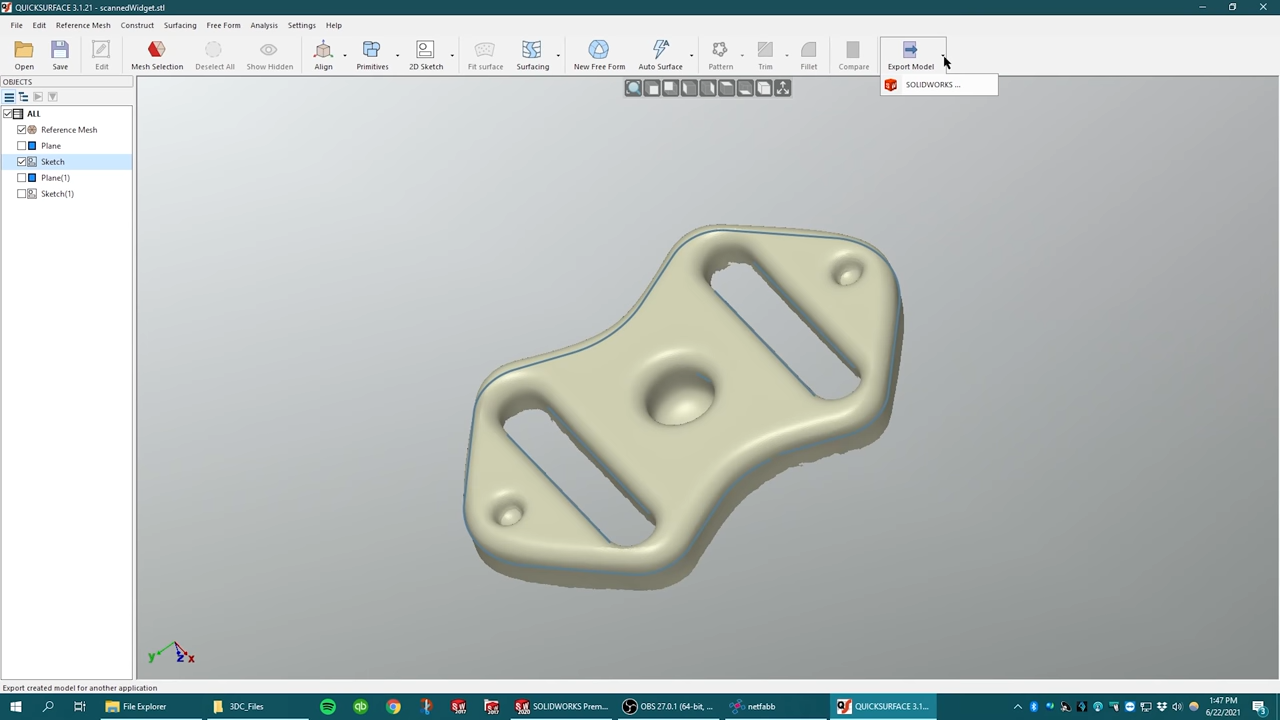 QUICKSURFACE 3.1.21 - scannedWidget.stl
File Edit Reference Mesh Construct Surfacing Free Form Analysis Settings Help
Open Save Edit Mesh Selection Deselect All Show Hidden Align Primitives 2D Sketch Fit surface Surfacing New Free Form Auto Surface Pattern Trim Fillet Compare Export Model
OBJECTS
SOLIDWORKS ...
ALL
Reference Mesh
Plane
Sketch
Plane(1)
Sketch(1)
y z x
Export created model for another application
File Explorer 3DC_Files SOLIDWORKS Prem... OBS 27.0.1 (64-bit, ... netfabb QUICKSURFACE 3.1...
1:47 PM
6/22/2021